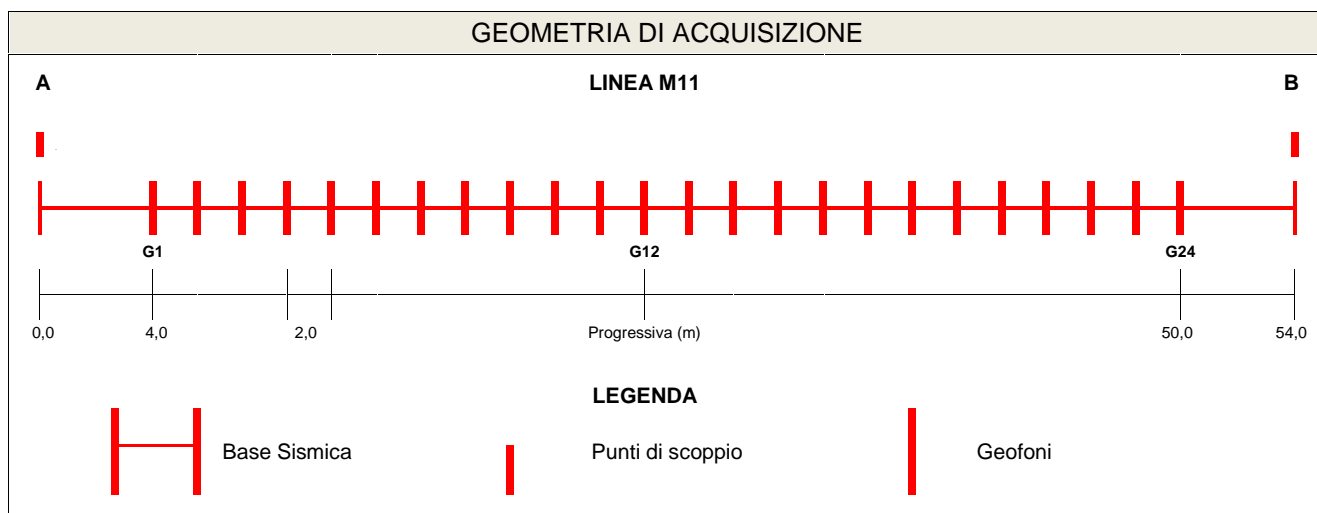 GEOMETRIA DI ACQUISIZIONE
A LINEA M11 B
G1 G12 G24
0,0 4,0 2,0 Progressiva (m) 50,0 54,0
LEGENDA
Base Sismica Punti di scoppio Geofoni